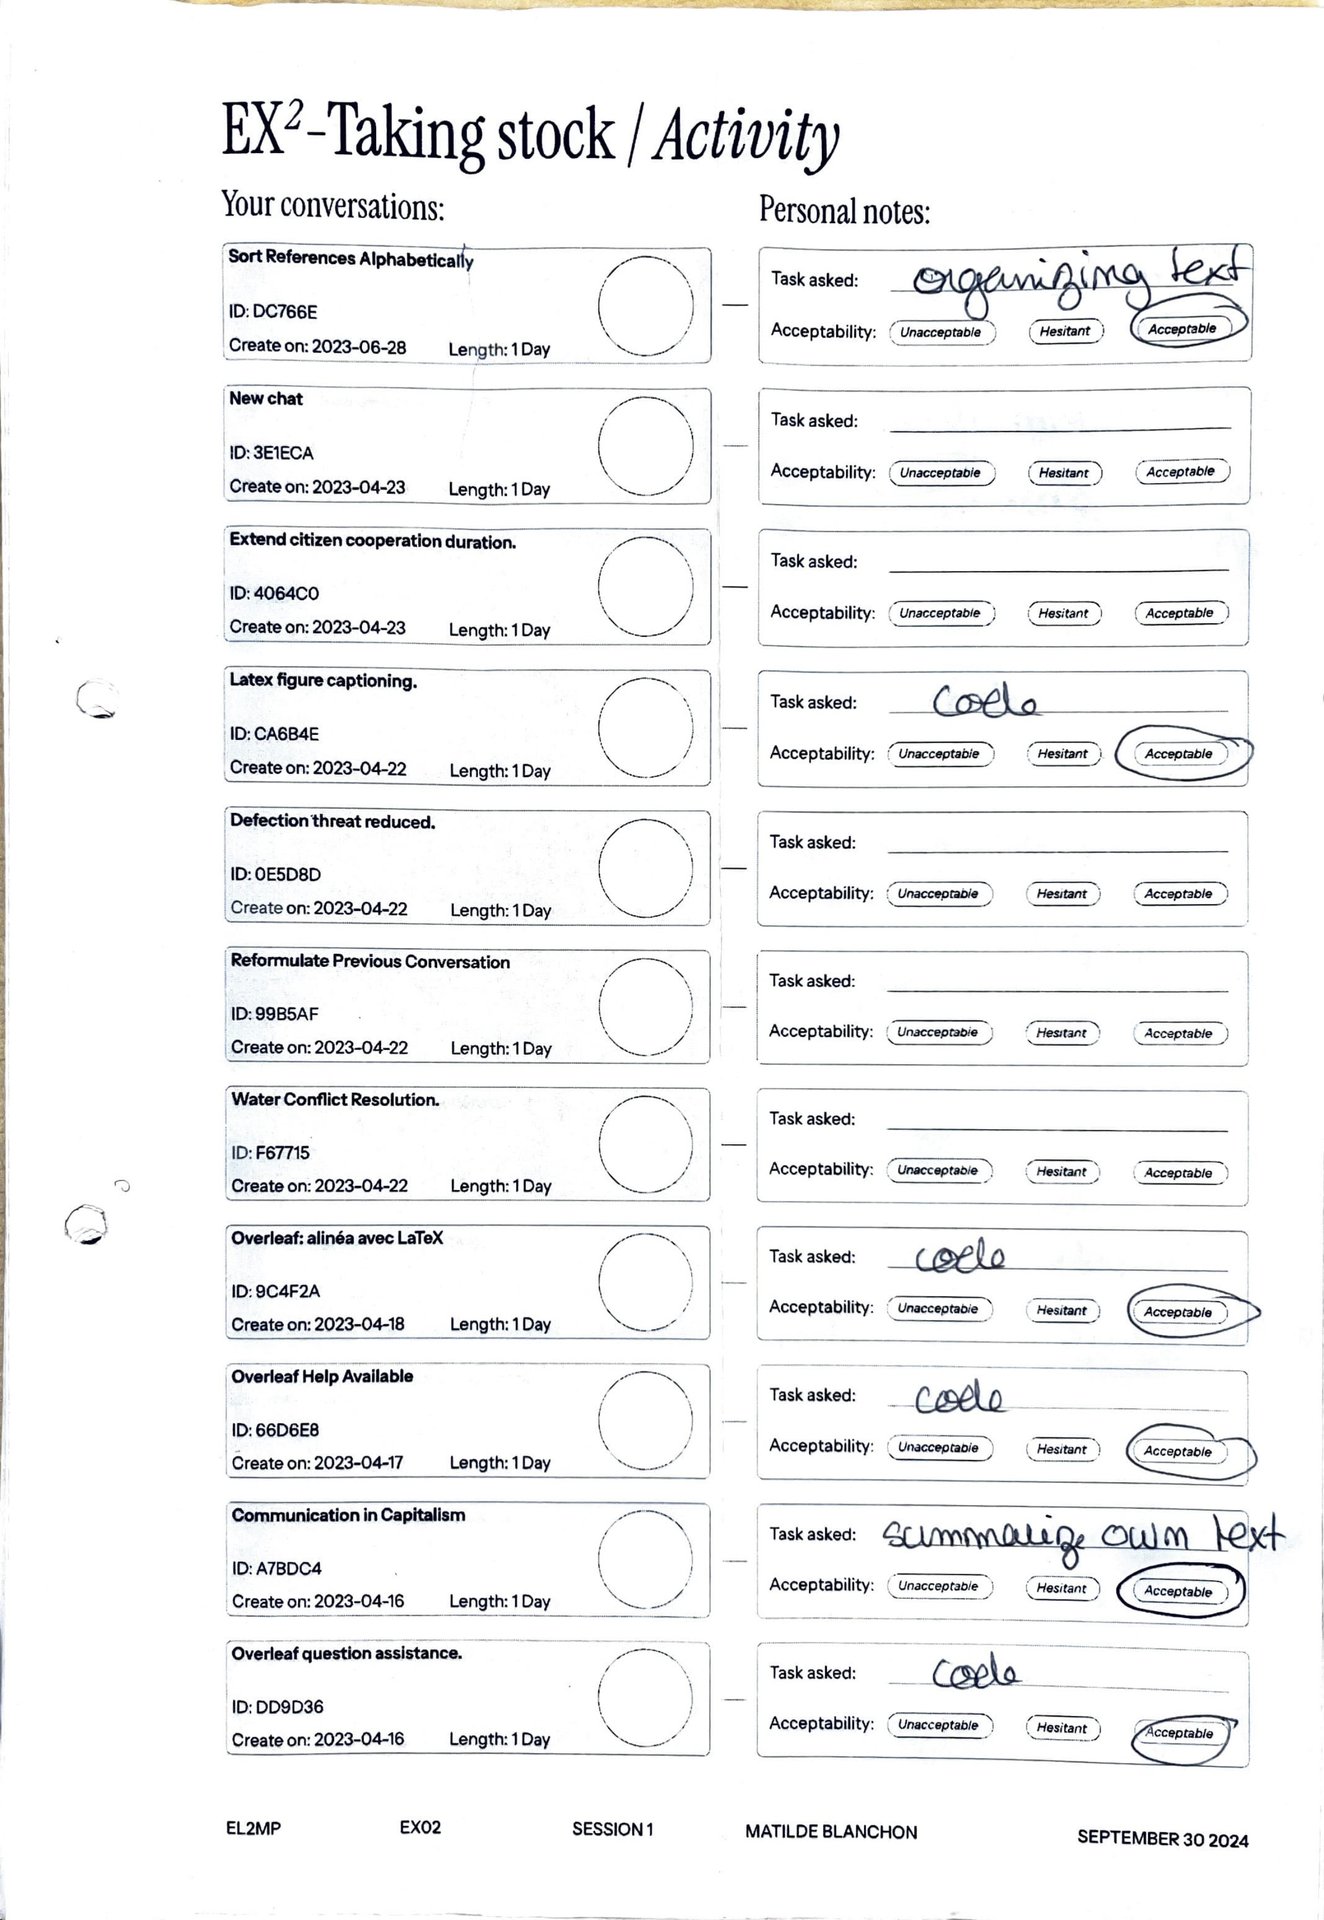 EX²-Taking stock / Activity
Your conversations:
Personal notes:
Sort References Alphabetically
ID: DC766E
Create on: 2023-06-28 Length: 1 Day
Task asked: organizing text
Acceptability: Unacceptable Hesitant Acceptable
New chat
ID: 3E1ECA
Create on: 2023-04-23 Length: 1 Day
Task asked:
Acceptability: Unacceptable Hesitant Acceptable
Extend citizen cooperation duration.
ID: 4064C0
Create on: 2023-04-23 Length: 1 Day
Task asked:
Acceptability: Unacceptable Hesitant Acceptable
Latex figure captioning.
ID: CA6B4E
Create on: 2023-04-22 Length: 1 Day
Task asked: code
Acceptability: Unacceptable Hesitant Acceptable
Defection threat reduced.
ID: 0E5D8D
Create on: 2023-04-22 Length: 1 Day
Task asked:
Acceptability: Unacceptable Hesitant Acceptable
Reformulate Previous Conversation
ID: 99B5AF
Create on: 2023-04-22 Length: 1 Day
Task asked:
Acceptability: Unacceptable Hesitant Acceptable
Water Conflict Resolution.
ID: F67715
Create on: 2023-04-22 Length: 1 Day
Task asked:
Acceptability: Unacceptable Hesitant Acceptable
Overleaf: alinéa avec LaTeX
ID: 9C4F2A
Create on: 2023-04-18 Length: 1 Day
Task asked: code
Acceptability: Unacceptable Hesitant Acceptable
Overleaf Help Available
ID: 66D6E8
Create on: 2023-04-17 Length: 1 Day
Task asked: code
Acceptability: Unacceptable Hesitant Acceptable
Communication in Capitalism
ID: A7BDC4
Create on: 2023-04-16 Length: 1 Day
Task asked: summarize own text
Acceptability: Unacceptable Hesitant Acceptable
Overleaf question assistance.
ID: DD9D36
Create on: 2023-04-16 Length: 1 Day
Task asked: code
Acceptability: Unacceptable Hesitant Acceptable
EL2MP EX02 SESSION 1 MATILDE BLANCHON SEPTEMBER 30 2024